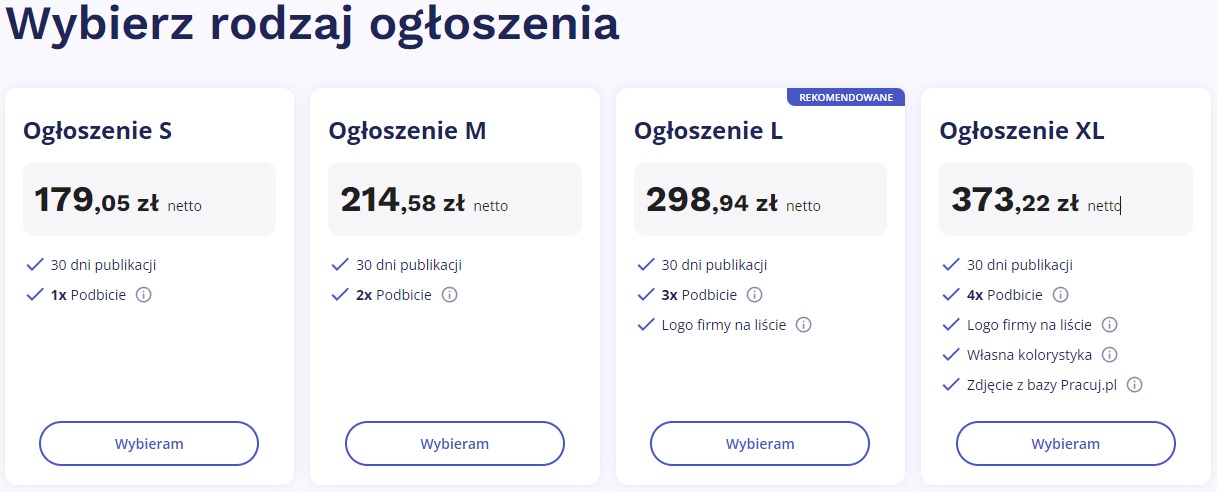 Wybierz rodzaj ogłoszenia
Ogłoszenie S
179,05 zł netto
30 dni publikacji
1x Podbicie
Wybieram
Ogłoszenie M
214,58 zł netto
30 dni publikacji
2x Podbicie
Wybieram
REKOMENDOWANE
Ogłoszenie L
298,94 zł netto
30 dni publikacji
3x Podbicie
Logo firmy na liście
Wybieram
Ogłoszenie XL
373,22 zł netto
30 dni publikacji
4x Podbicie
Logo firmy na liście
Własna kolorystyka
Zdjęcie z bazy Pracuj.pl
Wybieram